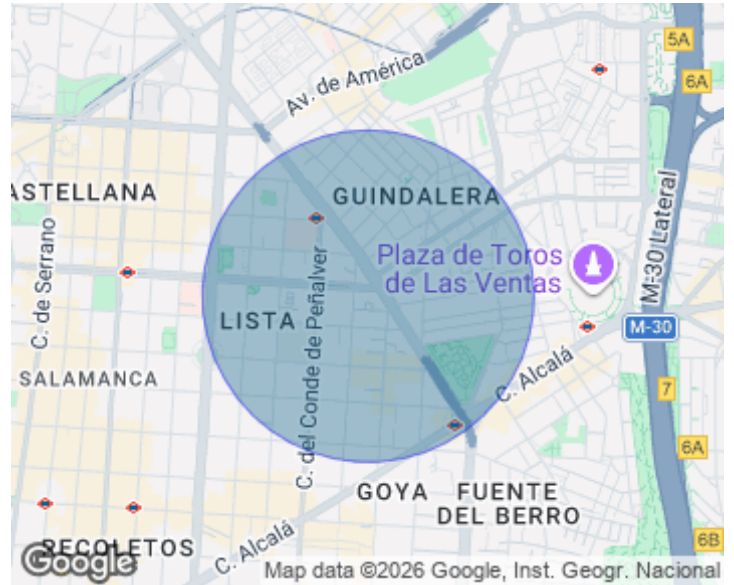 5A
Av. de América
6A
ASTELLANA
GUINDALERA
C. de Serrano
C. del Conde de Peñalver
Plaza de Toros
de Las Ventas
M-30 Lateral
LISTA
M-30
SALAMANCA
C. Alcalá
7
6A
GOYA
FUENTE
DEL BERRO
RECOLETOS
C. Alcalá
6B
Google
Map data ©2026 Google, Inst. Geogr. Nacional